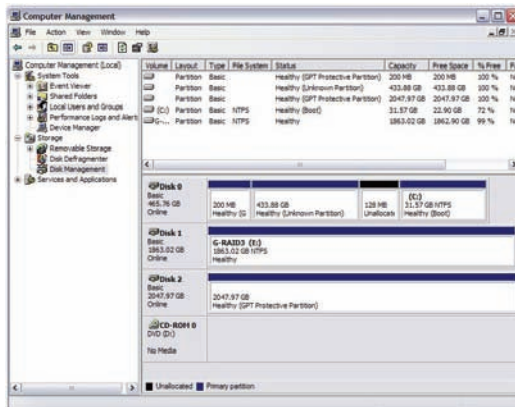 Computer Management
File Action View Window Help
Computer Management (Local)
System Tools
Event Viewer
Shared Folders
Local Users and Groups
Performance Logs and Alert
Device Manager
Storage
Removable Storage
Disk Defragmenter
Disk Management
Services and Applications
Volume Layout Type File System Status Capacity Free Space % Free
Partition Basic Healthy (GPT Protective Partition) 200 MB 200 MB 100 %
Partition Basic Healthy (Unknown Partition) 433.88 GB 433.88 GB 100 %
Partition Basic Healthy (GPT Protective Partition) 2047.97 GB 2047.97 GB 100 %
(C:) Partition Basic NTFS Healthy (Boot) 31.57 GB 22.90 GB 72 %
G-... Partition Basic NTFS Healthy 1863.02 GB 1862.90 GB 99 %
Disk 0
Basic
465.76 GB
Online
200 MB
Healthy (G
433.88 GB
Healthy (Unknown Partition)
128 MB
Unallocati
(C:)
31.57 GB NTFS
Healthy (Boot)
Disk 1
Basic
1863.02 GB
Online
G-RAID3 (E:)
1863.02 GB NTFS
Healthy
Disk 2
Basic
2047.97 GB
Online
2047.97 GB
Healthy (GPT Protective Partition)
CD-ROM 0
DVD (D:)
No Media
Unallocated Primary partition